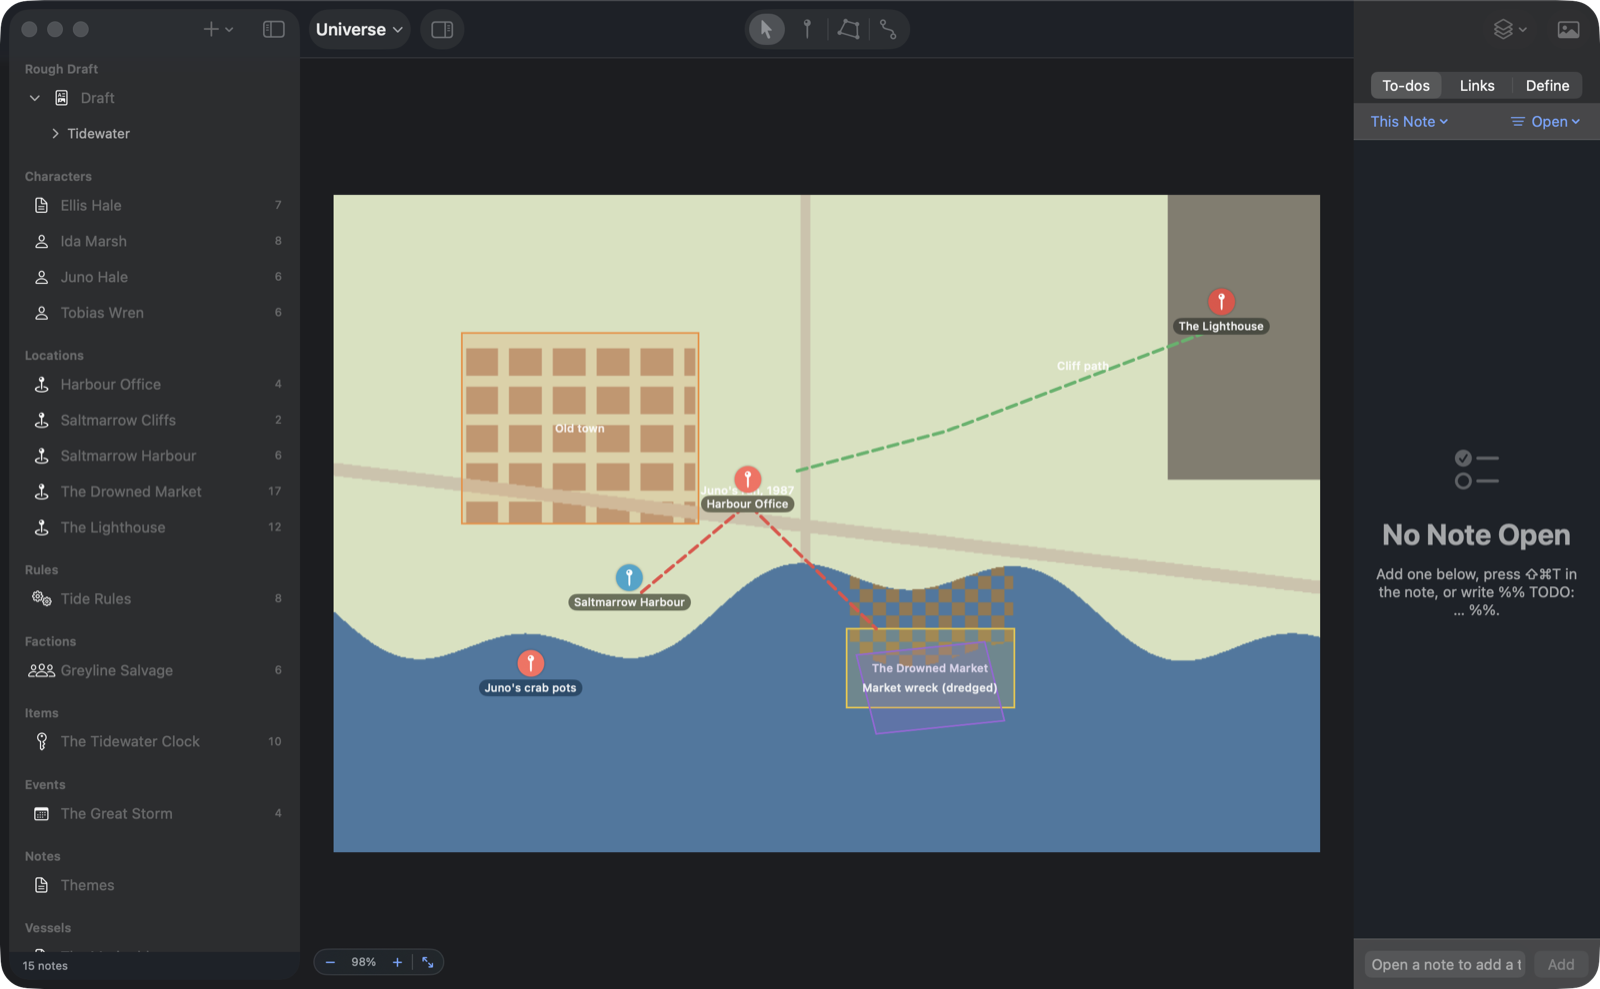 Universe
Rough Draft
Draft
Tidewater
Characters
Ellis Hale 7
Ida Marsh 8
Juno Hale 6
Tobias Wren 6
Locations
Harbour Office 4
Saltmarrow Cliffs 2
Saltmarrow Harbour 6
The Drowned Market 17
The Lighthouse 12
Rules
Tide Rules 8
Factions
Greyline Salvage 6
Items
The Tidewater Clock 10
Events
The Great Storm 4
Notes
Themes
Vessels
15 notes
The Lighthouse
Cliff path
Old town
Juno's 1987
Harbour Office
Saltmarrow Harbour
Juno's crab pots
The Drowned Market
Market wreck (dredged)
98%
To-dos Links Define
This Note Open
No Note Open
Add one below, press ⇧⌘T in
the note, or write %% TODO:
... %%.
Open a note to add a t Add